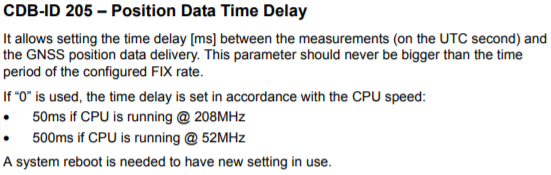 CDB-ID 205 – Position Data Time Delay
It allows setting the time delay [ms] between the measurements (on the UTC second) and
the GNSS position data delivery. This parameter should never be bigger than the time
period of the configured FIX rate.
If “0” is used, the time delay is set in accordance with the CPU speed:
• 50ms if CPU is running @ 208MHz
• 500ms if CPU is running @ 52MHz
A system reboot is needed to have new setting in use.